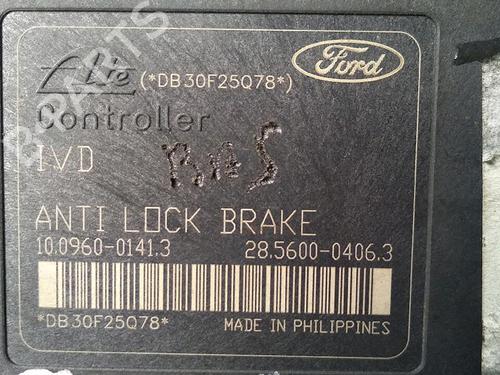 Ate (*DB30F25Q78*) Ford
Controller
IVD BAS
ANTI LOCK BRAKE
10.0960-0141.3 28.5600-0406.3
*DB30F25Q78* MADE IN PHILIPPINES